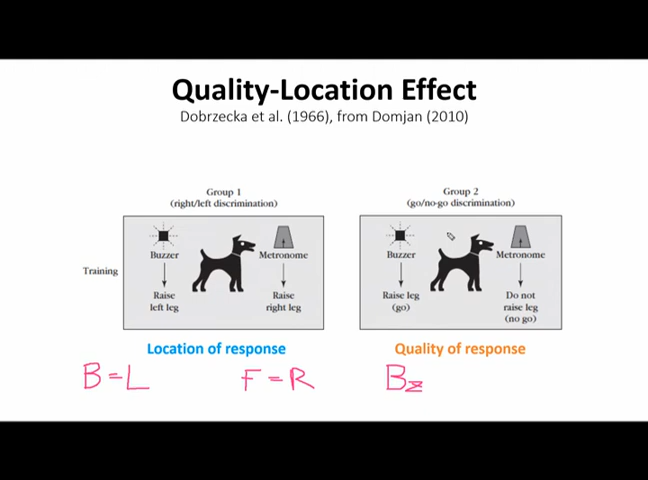 Quality-Location Effect
Dobrzecka et al. (1966), from Domjan (2010)
Group 1
(right/left discrimination)
Group 2
(go/no-go discrimination)
Training
Buzzer
Metronome
Raise
left leg
Raise
right leg
Buzzer
Metronome
Raise leg
(go)
Do not
raise leg
(no go)
Location of response
Quality of response
B=L
F=R
Bz